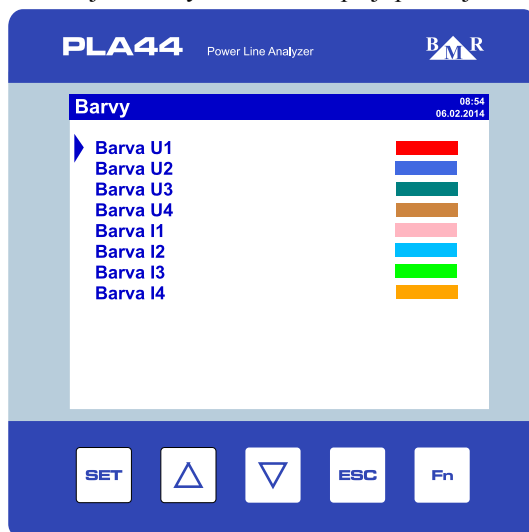 PLA44 Power Line Analyzer BMR
Barvy 08:54
06.02.2014
Barva U1
Barva U2
Barva U3
Barva U4
Barva I1
Barva I2
Barva I3
Barva I4
SET ESC Fn